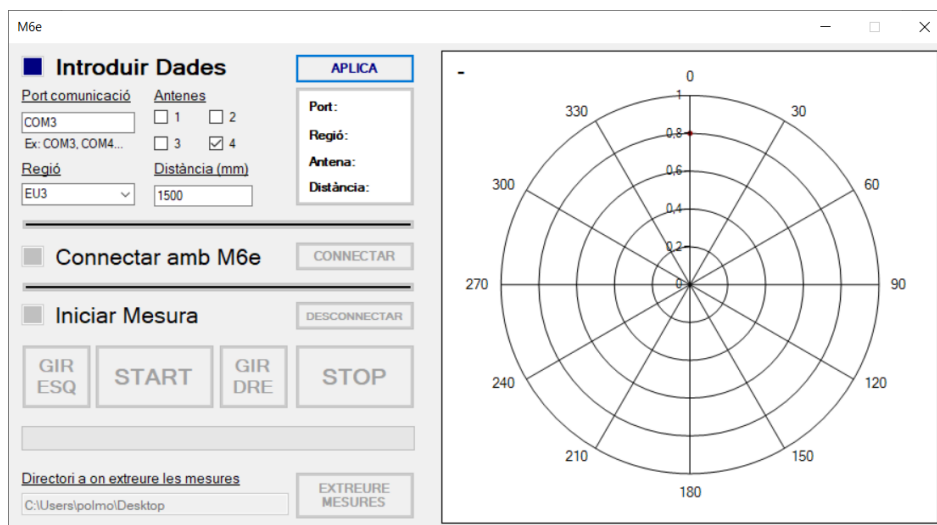 M6e
Introduir Dades
APLICA
Port comunicació
Antenes
COM3
1
2
Ex: COM3, COM4...
3
4
Regió
Distància (mm)
EU3
1500
Port:
Regió:
Antena:
Distància:
Connectar amb M6e
CONNECTAR
Iniciar Mesura
DESCONNECTAR
GIR
ESQ
START
GIR
DRE
STOP
Directori a on extreure les mesures
C:\Users\polmo\Desktop
EXTREURE
MESURES
-
0
30
60
90
120
150
180
210
240
270
300
330
1
0,8
0,6
0,4
0,2
0